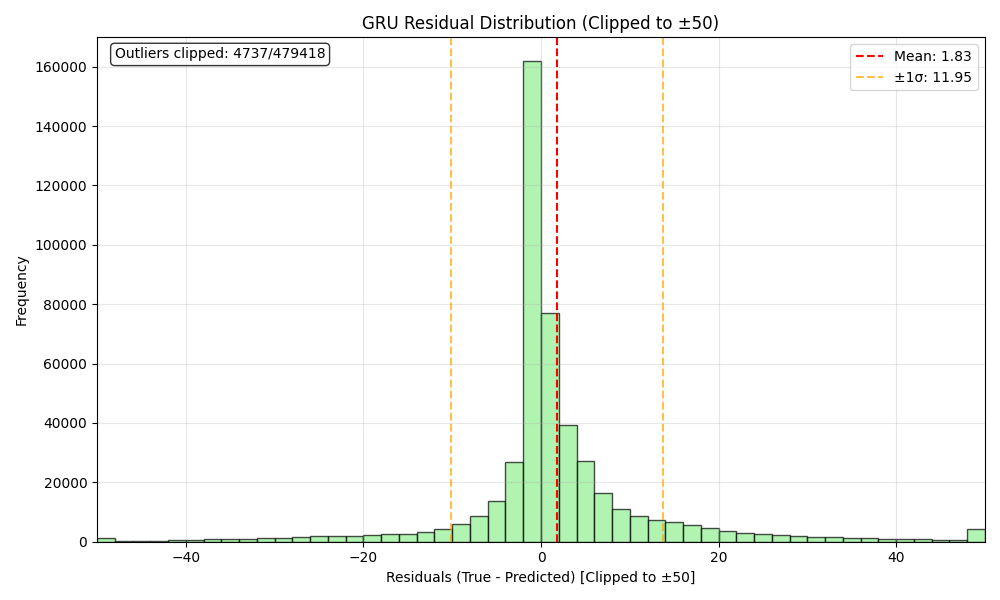 GRU Residual Distribution (Clipped to ±50)
Outliers clipped: 4737/479418
Mean: 1.83
±1σ: 11.95
160000
140000
120000
100000
80000
60000
40000
20000
0
Frequency
−40
−20
0
20
40
Residuals (True - Predicted) [Clipped to ±50]